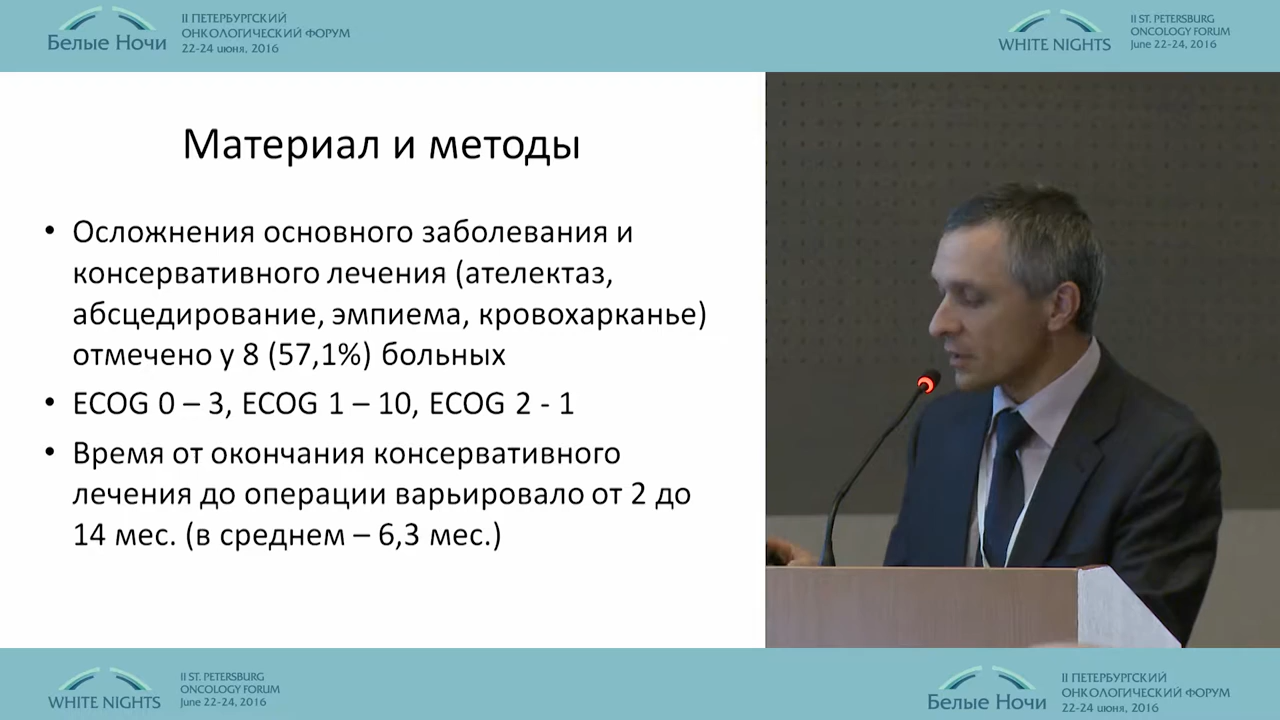 Белые Ночи
II ПЕТЕРБУРГСКИЙ
ОНКОЛОГИЧЕСКИЙ ФОРУМ
22-24 июня, 2016
WHITE NIGHTS
II ST. PETERSBURG
ONCOLOGY FORUM
June 22-24, 2016
Материал и методы
• Осложнения основного заболевания и
консервативного лечения (ателектаз,
абсцедирование, эмпиема, кровохарканье)
отмечено у 8 (57,1%) больных
• ECOG 0 – 3, ECOG 1 – 10, ECOG 2 - 1
• Время от окончания консервативного
лечения до операции варьировало от 2 до
14 мес. (в среднем – 6,3 мес.)
WHITE NIGHTS
II ST. PETERSBURG
ONCOLOGY FORUM
June 22-24, 2016
Белые Ночи
II ПЕТЕРБУРГСКИЙ
ОНКОЛОГИЧЕСКИЙ ФОРУМ
22-24 июня, 2016